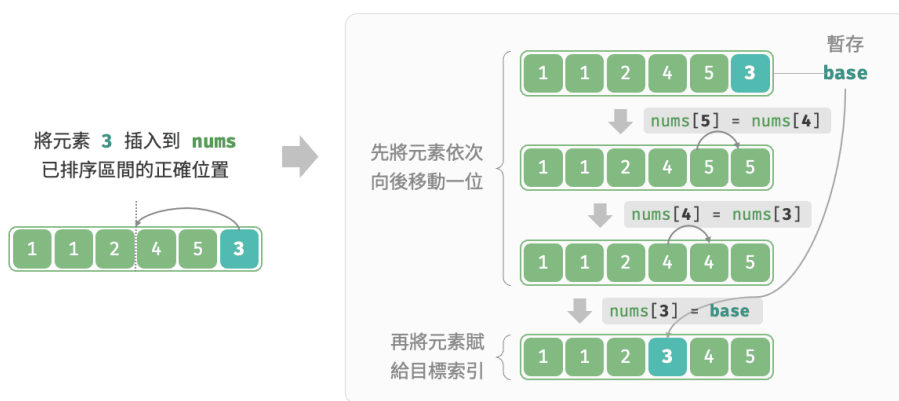 將元素 3 插入到 nums
已排序區間的正確位置
1 1 2 4 5 3
先將元素依次
向後移動一位
1 1 2 4 5 3
暫存
base
nums[5] = nums[4]
1 1 2 4 5 5
nums[4] = nums[3]
1 1 2 4 4 5
nums[3] = base
再將元素賦
給目標索引
1 1 2 3 4 5